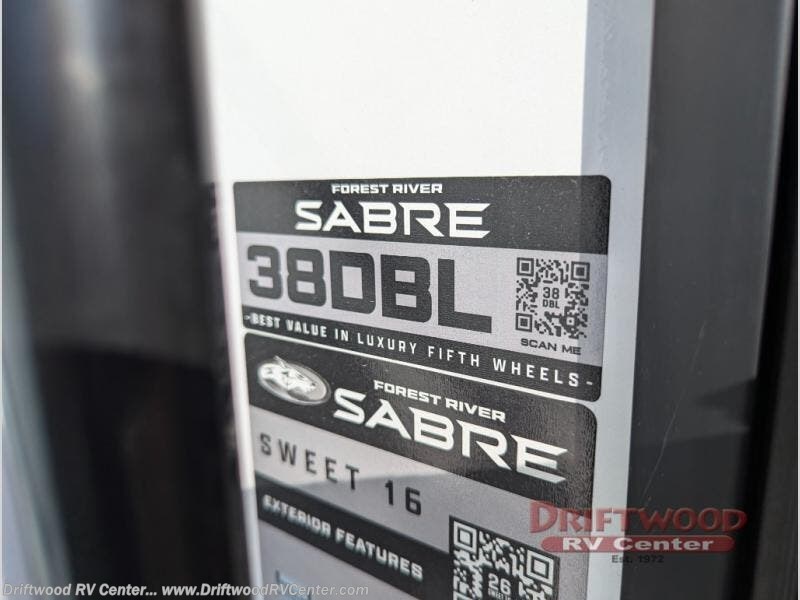 FOREST RIVER
SABRE
38DBL
38
DBL
SCAN ME
-BEST VALUE IN LUXURY FIFTH WHEELS-
FOREST RIVER
SABRE
SWEET 16
EXTERIOR FEATURES
26
DRIFTWOOD
RV Center
Est. 1972
Driftwood RV Center... www.DriftwoodRVCenter.com